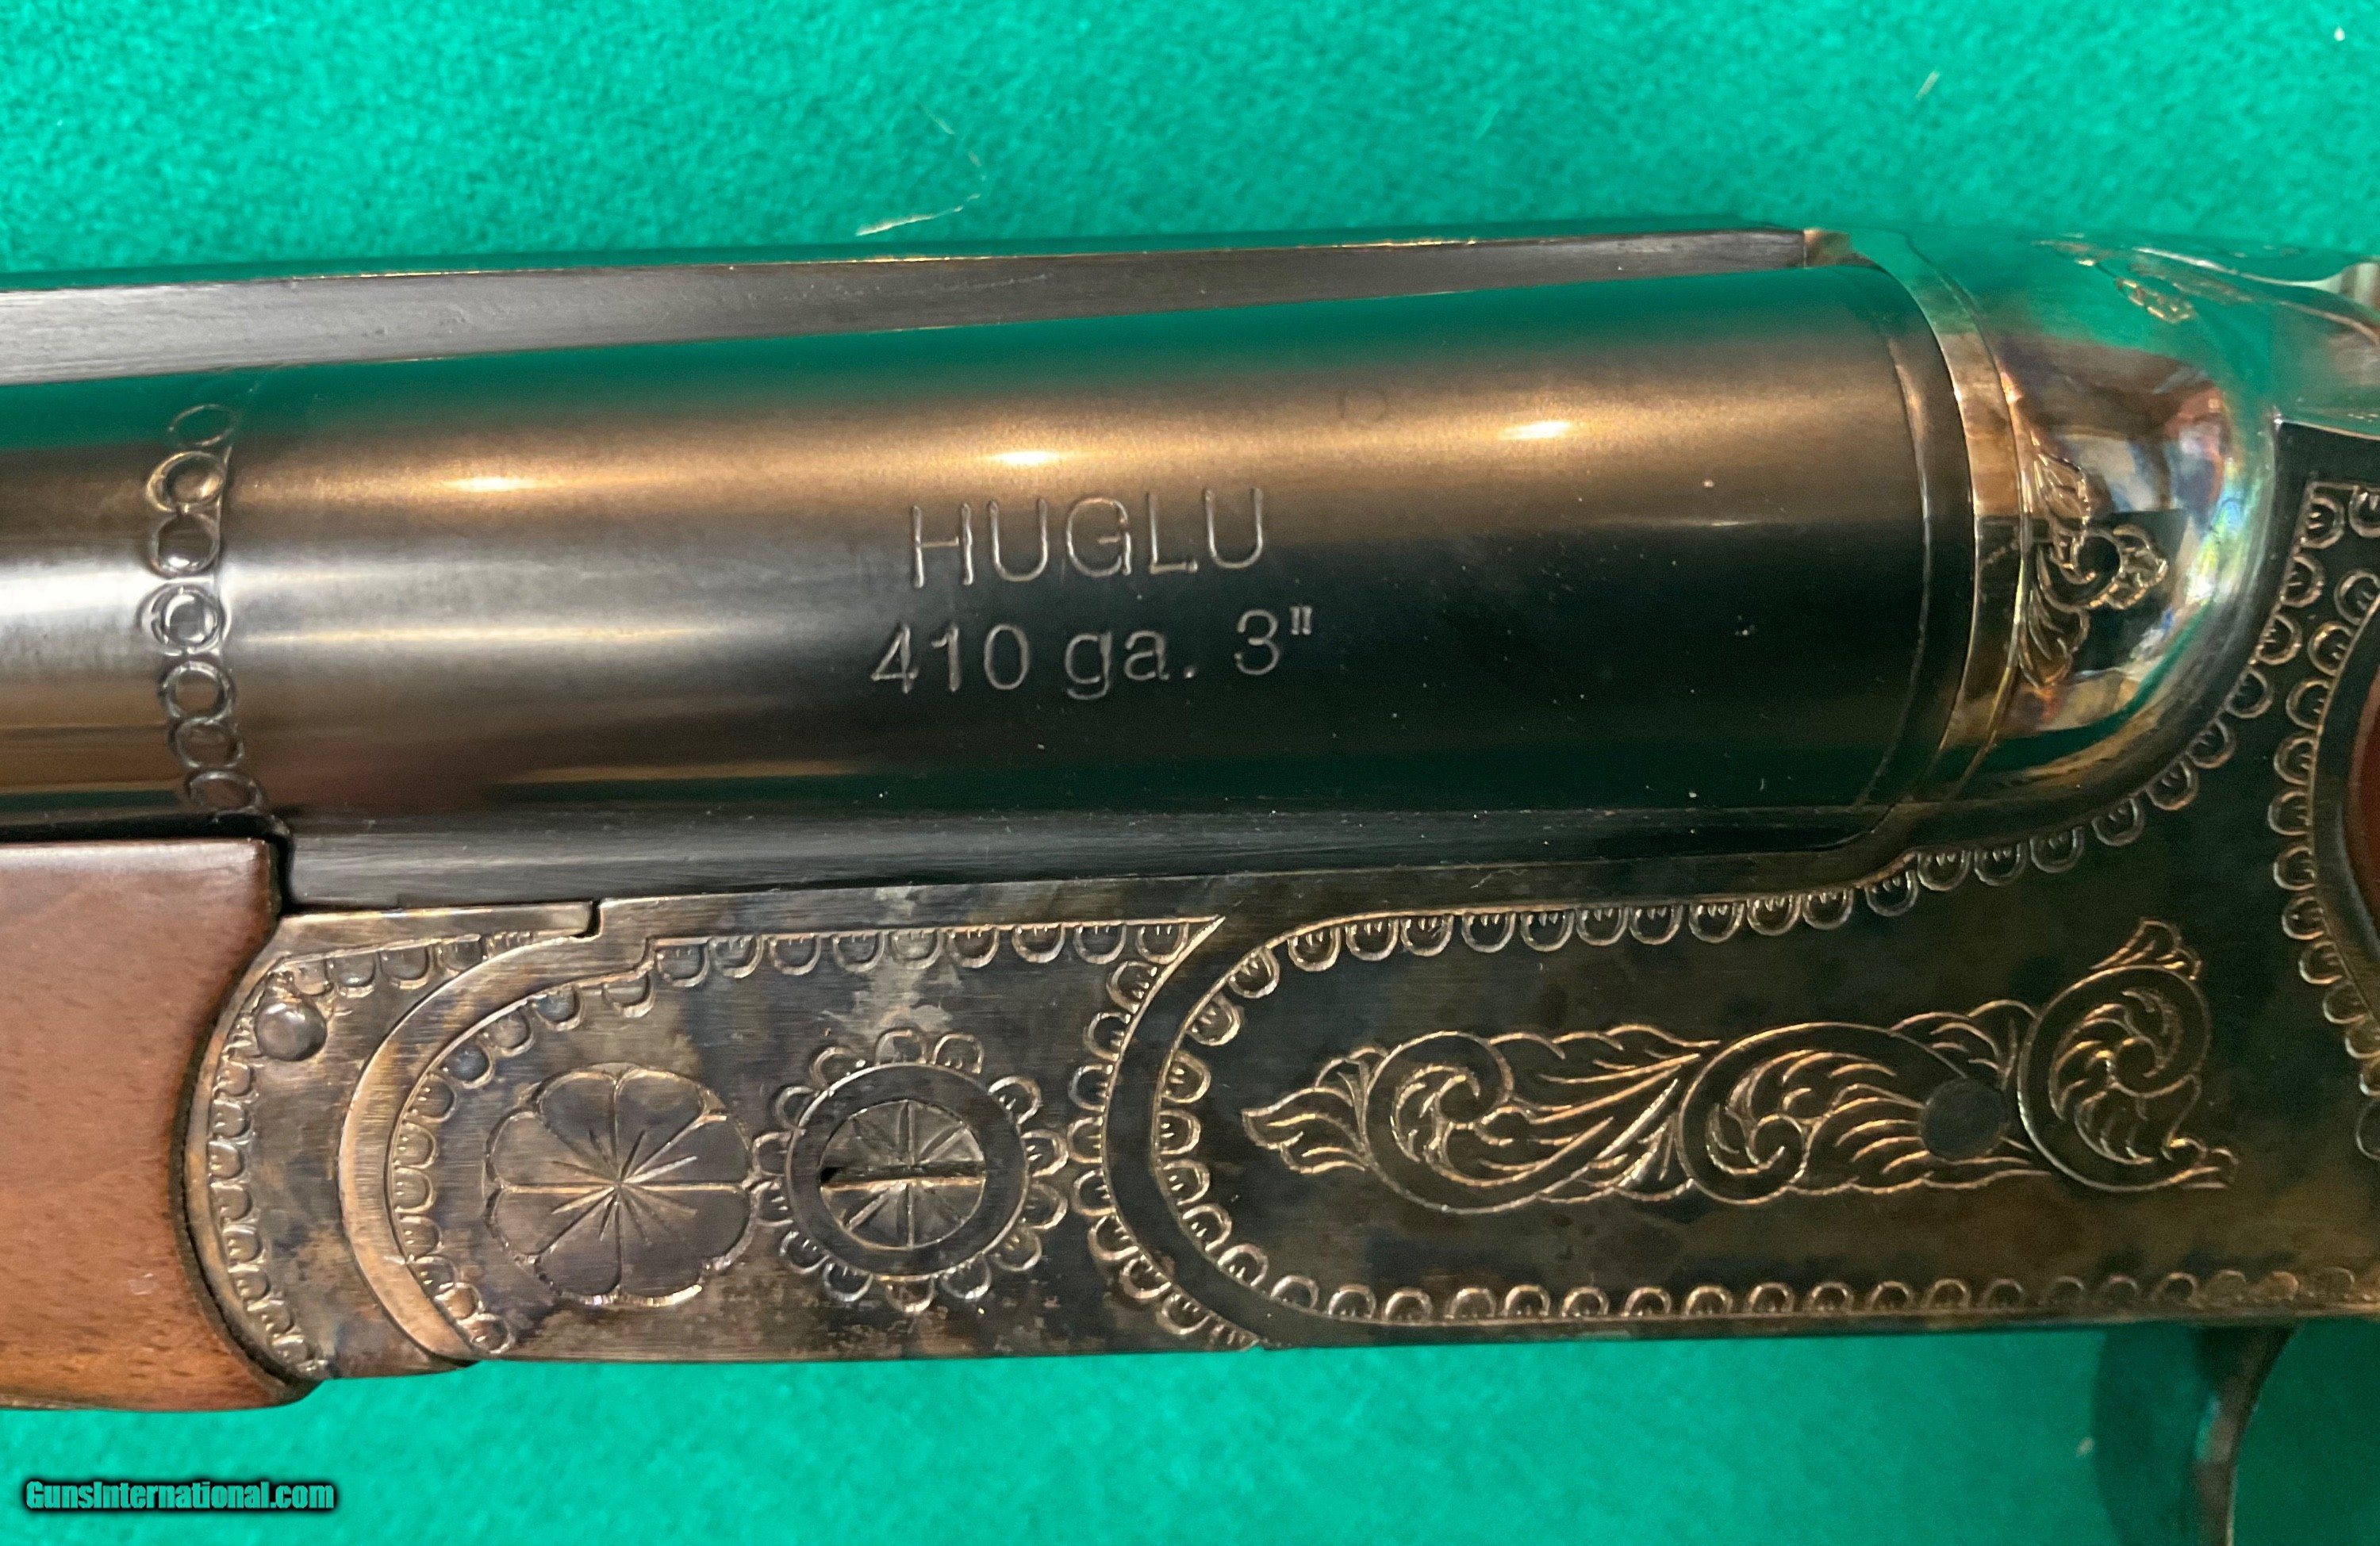 HUGLU
410 ga. 3"
GunsInternational.com